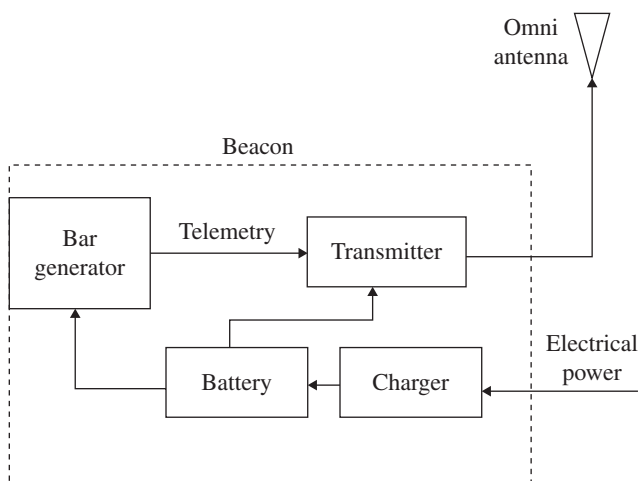 Omni
antenna
Beacon
Bar
generator
Telemetry
Transmitter
Battery
Charger
Electrical
power